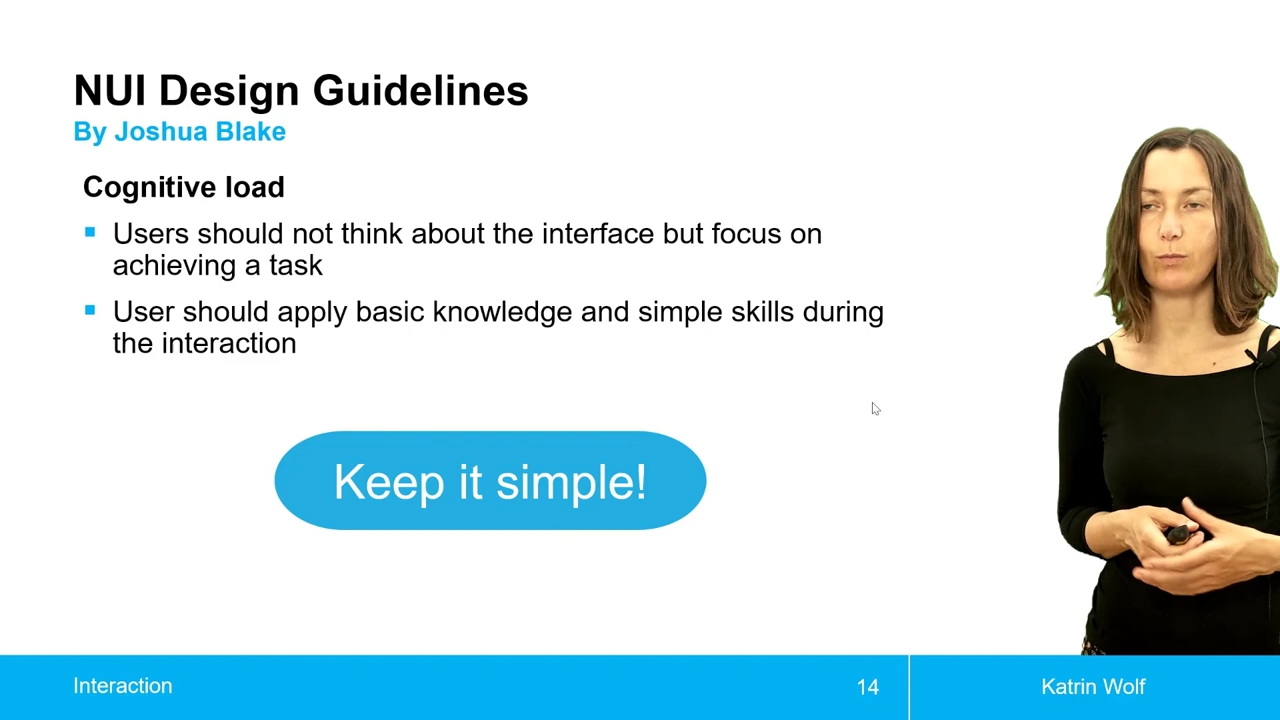 NUI Design Guidelines
By Joshua Blake
Cognitive load
Users should not think about the interface but focus on
achieving a task
User should apply basic knowledge and simple skills during
the interaction
Keep it simple!
Interaction
14
Katrin Wolf